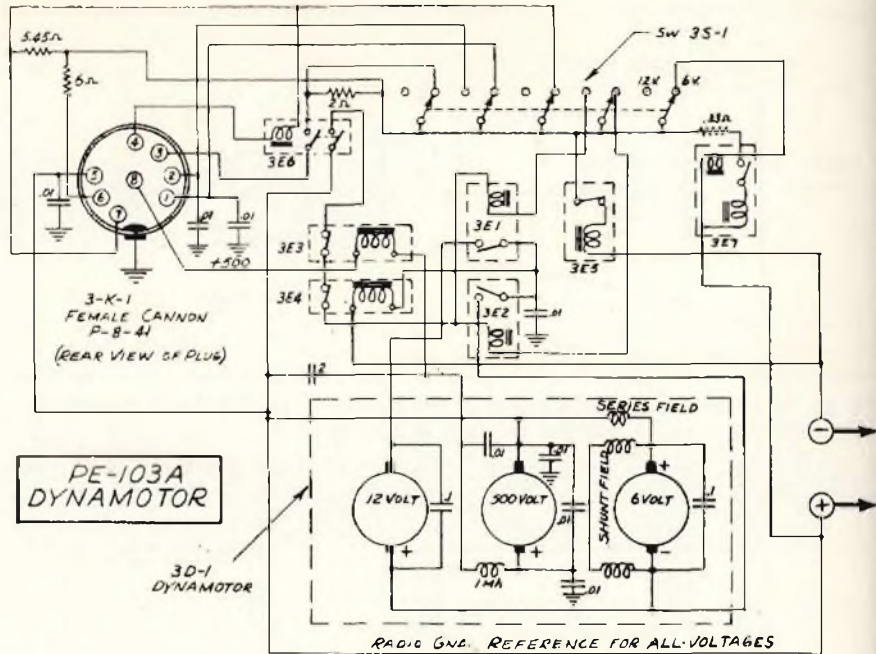 5.45Ω
6Ω
2Ω
SW 3S-1
12V.
6V.
.23Ω
3E6
4
3
5
8
2
6
7
1
.01
.01
.01
+500
3E3
3E4
3E1
3E2
.01
3E5
3E7
3-K-1
FEMALE CANNON
P-8-41
(REAR VIEW OF PLUG)
2
PE-103A
DYNAMOTOR
3D-1
DYNAMOTOR
SERIES FIELD
SHUNT FIELD
12 VOLT
+
.1
.01
.01
500 VOLT
+
.01
.01
1MH
6 VOLT
+
-
.1
-
+
RADIO GND. REFERENCE FOR ALL-VOLTAGES